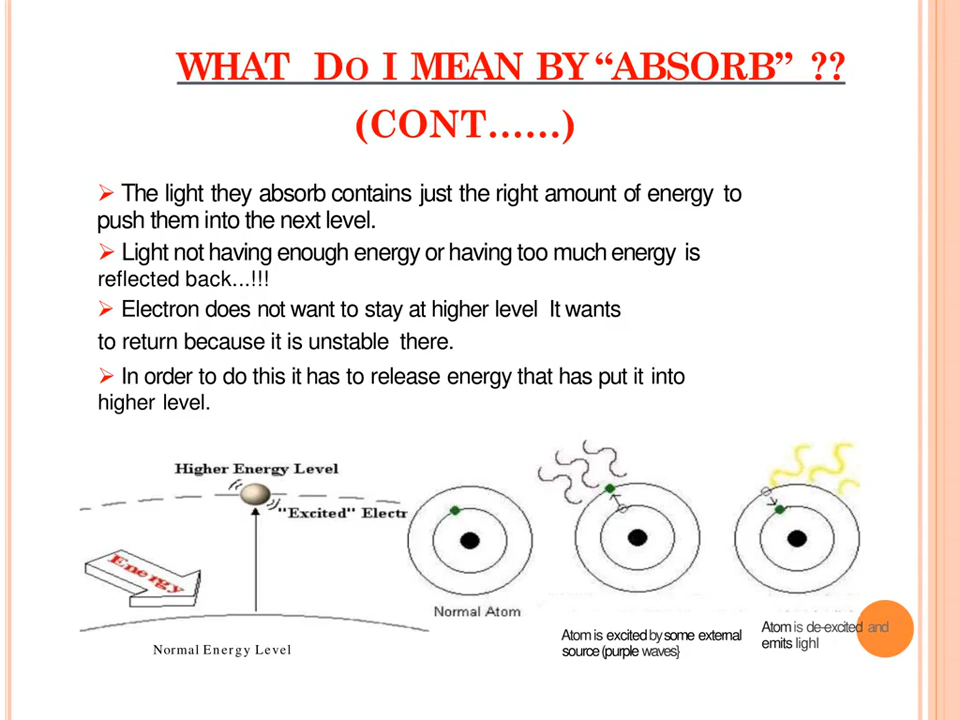 WHAT DO I MEAN BY “ABSORB” ??
(CONT……)
➢ The light they absorb contains just the right amount of energy to
push them into the next level.
➢ Light not having enough energy or having too much energy is
reflected back...!!!
➢ Electron does not want to stay at higher level It wants
to return because it is unstable there.
➢ In order to do this it has to release energy that has put it into
higher level.
Higher Energy Level
"Excited" Electr
Energy
Normal Energy Level
Normal Atom
Atom is excited by some external
source (purple waves}
Atom is de-excited and
emits lighl